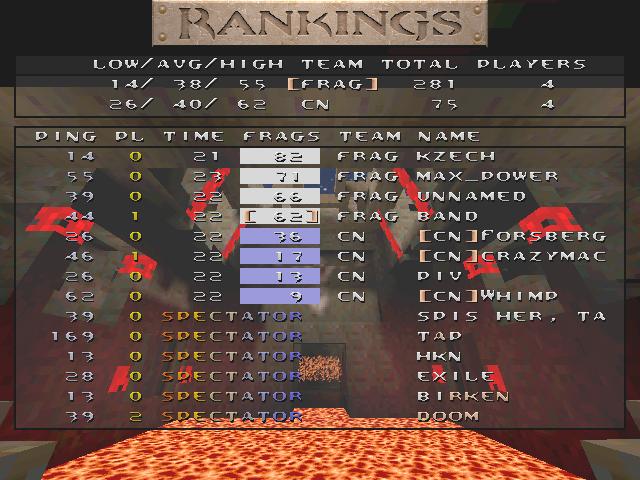 RANKINGS
LOW/AVG/HIGH TEAM TOTAL PLAYERS
14/ 38/ 55 [FRAG] 281 4
26/ 40/ 62 CN 75 4
PING PL TIME FRAGS TEAM NAME
14 0 21 82 FRAG KZECH
55 0 23 71 FRAG MAX_POWER
39 0 22 66 FRAG UNNAMED
44 1 22 [ 62] FRAG BAND
26 0 22 36 CN [CN]FORSBERG
46 1 22 17 CN [CN]CRAZYMAC
26 0 22 13 CN PIV
62 0 22 9 CN [CN]WHIMP
39 0 SPECTATOR SPIS HER, TA
169 0 SPECTATOR TAP
13 0 SPECTATOR HKN
28 0 SPECTATOR EXILE
13 0 SPECTATOR BIRKEN
39 2 SPECTATOR DOOM